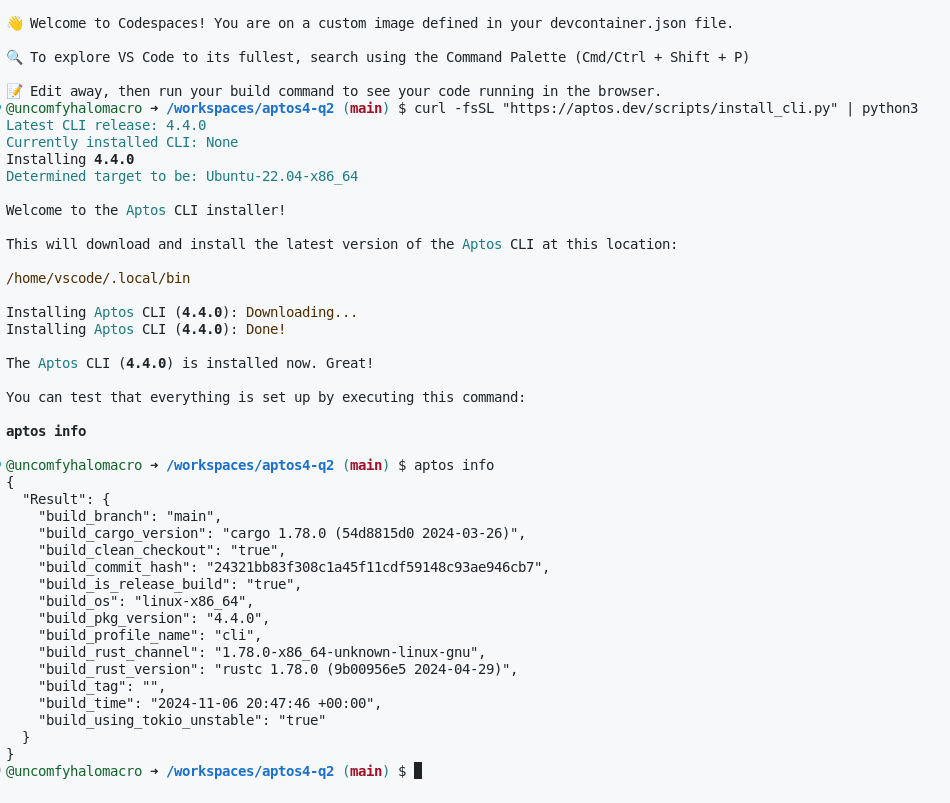 👋 Welcome to Codespaces! You are on a custom image defined in your devcontainer.json file.
🔍 To explore VS Code to its fullest, search using the Command Palette (Cmd/Ctrl + Shift + P)
📝 Edit away, then run your build command to see your code running in the browser.
@uncomfyhalomacro ➜ /workspaces/aptos4-q2 (main) $ curl -fsSL "https://aptos.dev/scripts/install_cli.py" | python3
Latest CLI release: 4.4.0
Currently installed CLI: None
Installing 4.4.0
Determined target to be: Ubuntu-22.04-x86_64
Welcome to the Aptos CLI installer!
This will download and install the latest version of the Aptos CLI at this location:
/home/vscode/.local/bin
Installing Aptos CLI (4.4.0): Downloading...
Installing Aptos CLI (4.4.0): Done!
The Aptos CLI (4.4.0) is installed now. Great!
You can test that everything is set up by executing this command:
aptos info
@uncomfyhalomacro ➜ /workspaces/aptos4-q2 (main) $ aptos info
{
  "Result": {
    "build_branch": "main",
    "build_cargo_version": "cargo 1.78.0 (54d8815d0 2024-03-26)",
    "build_clean_checkout": "true",
    "build_commit_hash": "24321bb83f308c1a45f11cdf59148c93ae946cb7",
    "build_is_release_build": "true",
    "build_os": "linux-x86_64",
    "build_pkg_version": "4.4.0",
    "build_profile_name": "cli",
    "build_rust_channel": "1.78.0-x86_64-unknown-linux-gnu",
    "build_rust_version": "rustc 1.78.0 (9b00956e5 2024-04-29)",
    "build_tag": "",
    "build_time": "2024-11-06 20:47:46 +00:00",
    "build_using_tokio_unstable": "true"
  }
}
@uncomfyhalomacro ➜ /workspaces/aptos4-q2 (main) $